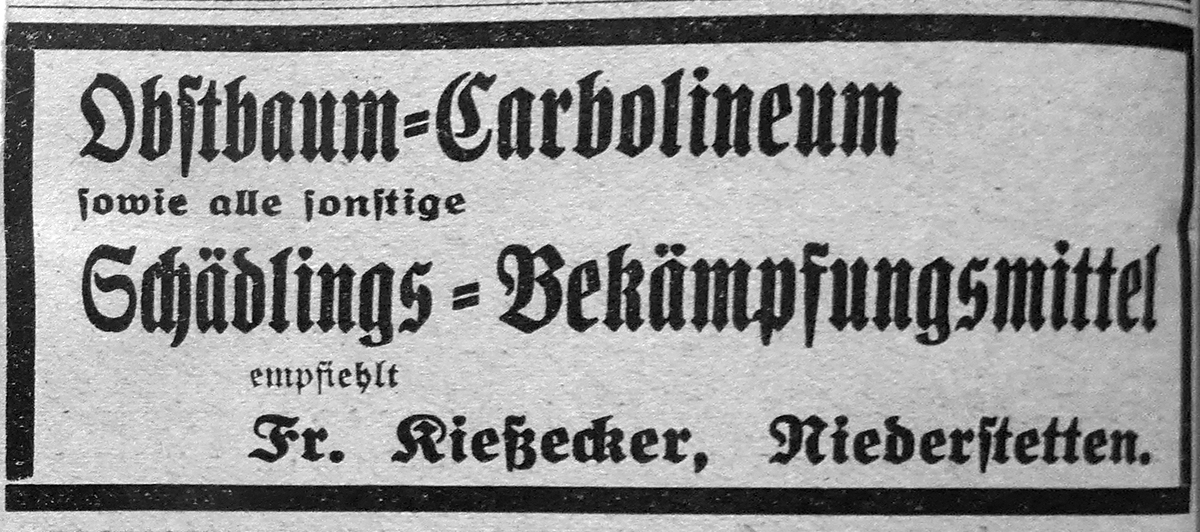 Obstbaum=Carbolineum
sowie alle sonstige
Schädlings=Bekämpfungsmittel
empfiehlt
Fr. Kießecker, Niederstetten.